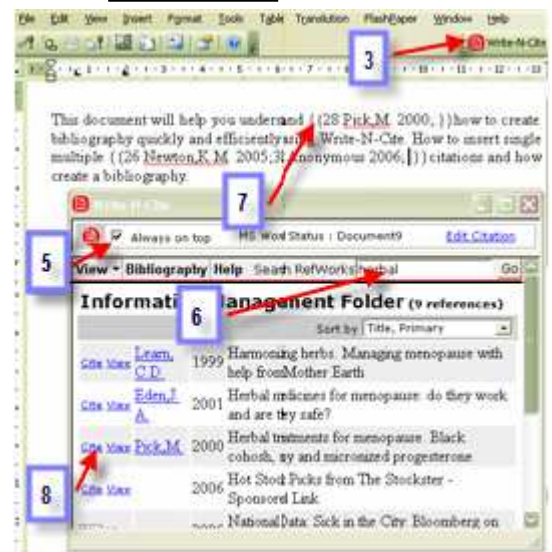 File Edit View Insert Format Tools Table Translation FlashPaper Window Help
3 Write-N-Cite
This document will help you understand {{28 Pick,M. 2000; }}how to create
bibliography quickly and efficiently using Write-N-Cite. How to insert single
multiple {{26 Newton,K.M. 2005; Anonymous 2006; }} citations and how
create a bibliography.
7
Write-N-Cite
5 Always on top MS Word Status : Document9 Edit Citation
View Bibliography Help Search RefWorks herbal Go
6
Information Management Folder (9 references)
Sort by Title, Primary
Cite View Learn, C.D. 1999 Harmonizing herbs. Managing menopause with
help from Mother Earth
Cite View Eden,J. A. 2001 Herbal medicines for menopause: do they work
and are they safe?
Cite View Pick,M. 2000 Herbal treatments for menopause. Black
cohosh, soy and micronized progesterone
8
Cite View 2006 Hot Stock Picks from The Stockster -
Sponsored Link
National Data: Sick in the City. Bloomberg on